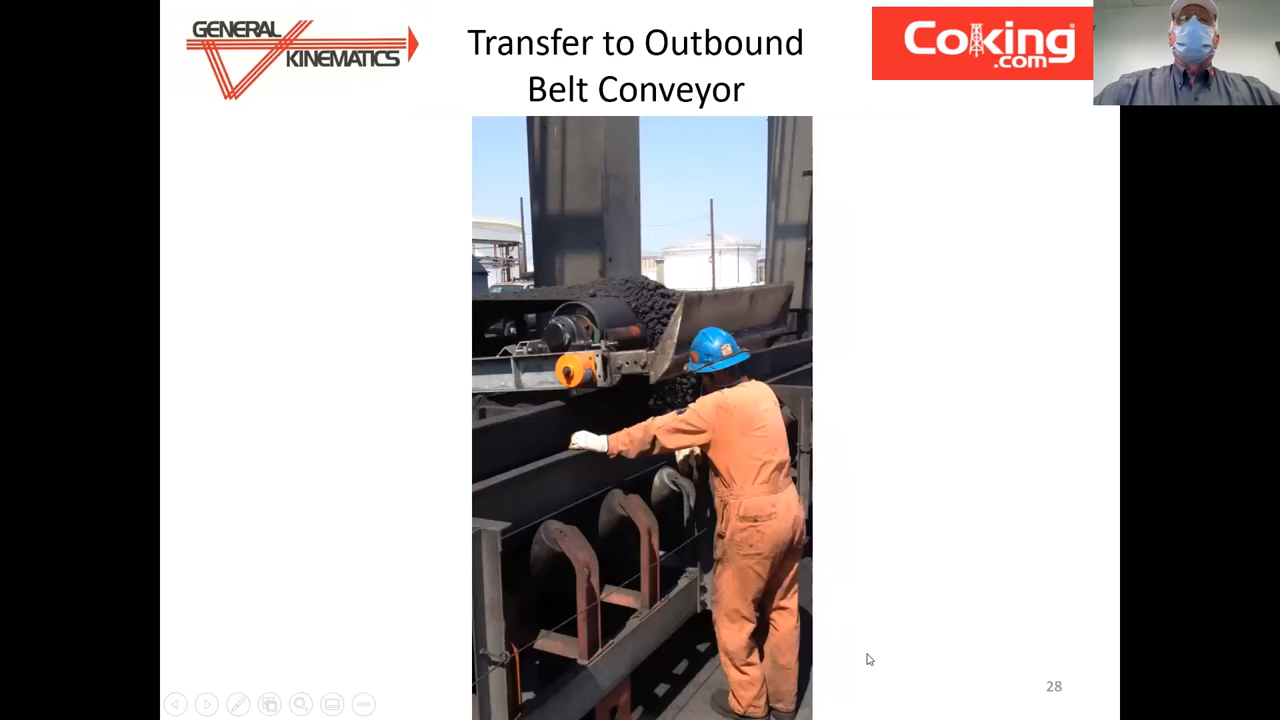 GENERAL
KINEMATICS
Transfer to Outbound
Belt Conveyor
Coking
.com
28